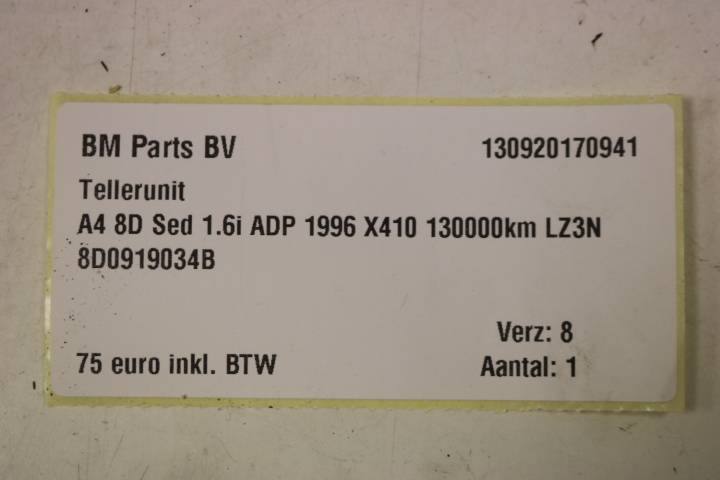 BM Parts BV 130920170941
Tellerunit
A4 8D Sed 1.6i ADP 1996 X410 130000km LZ3N
8D0919034B
Verz: 8
75 euro inkl. BTW Aantal: 1